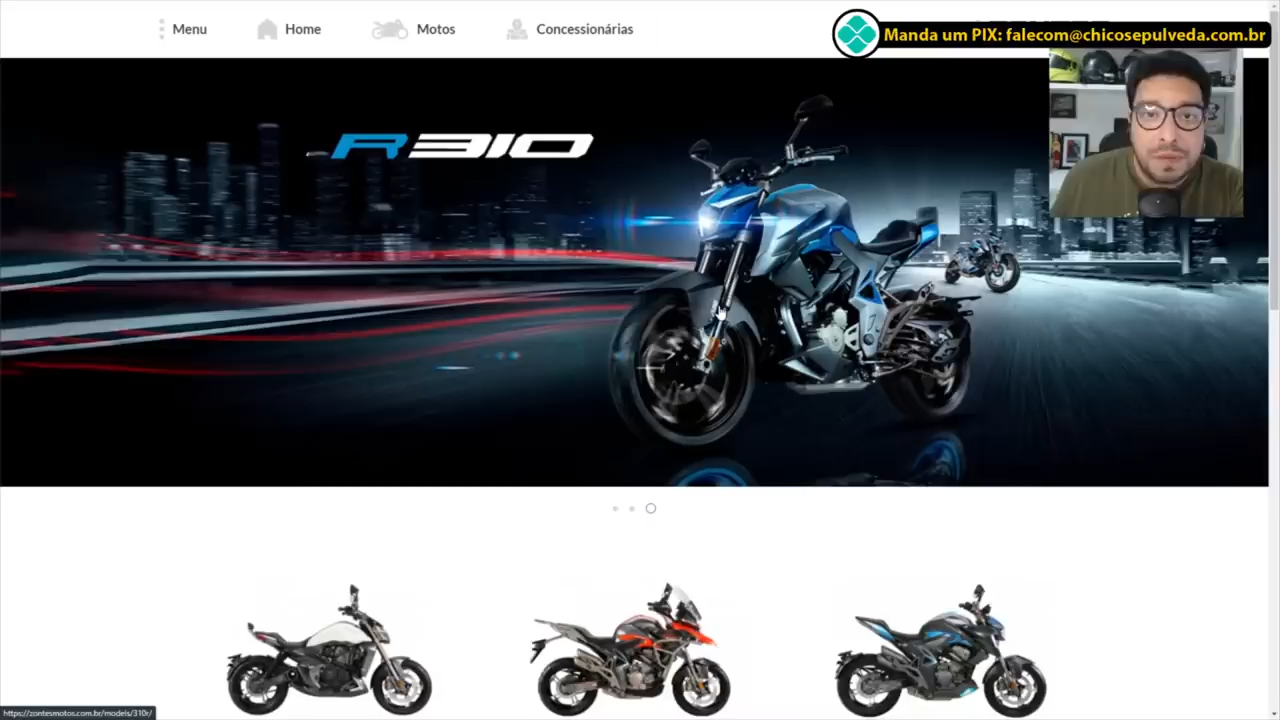 Menu
Home
Motos
Concessionárias
Manda um PIX: falecom@chicosepulveda.com.br
R310
https://zontesmotos.com.br/models/310r/